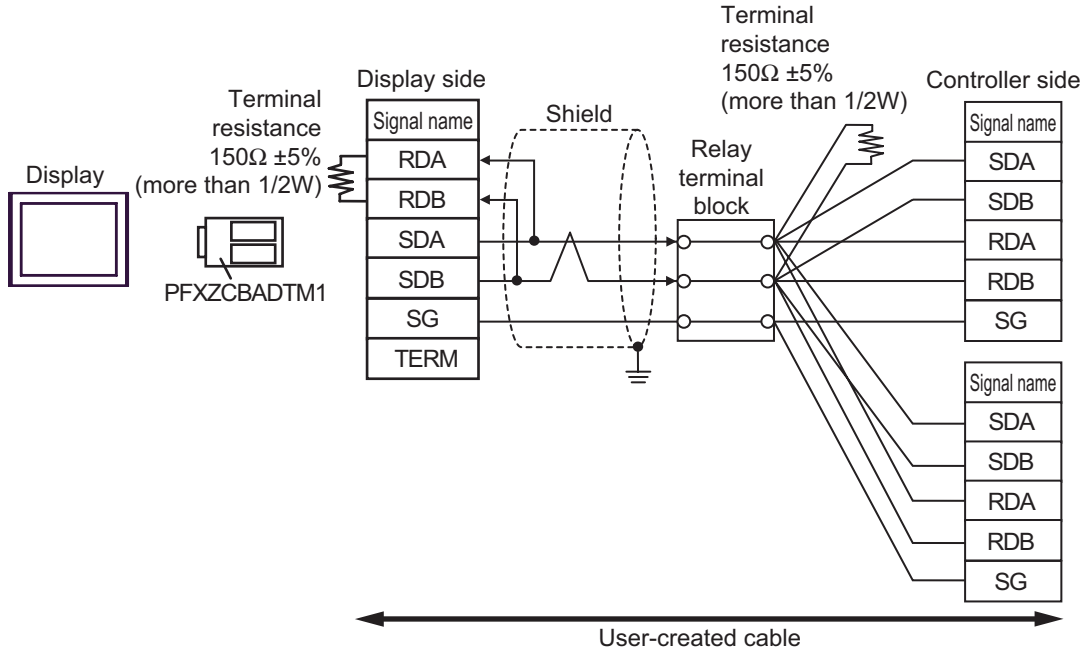 Display
PFXZCBADTM1
Terminal
resistance
150Ω ±5%
(more than 1/2W)
Display side
Signal name
RDA
RDB
SDA
SDB
SG
TERM
Shield
Relay
terminal
block
Terminal
resistance
150Ω ±5%
(more than 1/2W)
Controller side
Signal name
SDA
SDB
RDA
RDB
SG
Signal name
SDA
SDB
RDA
RDB
SG
User-created cable